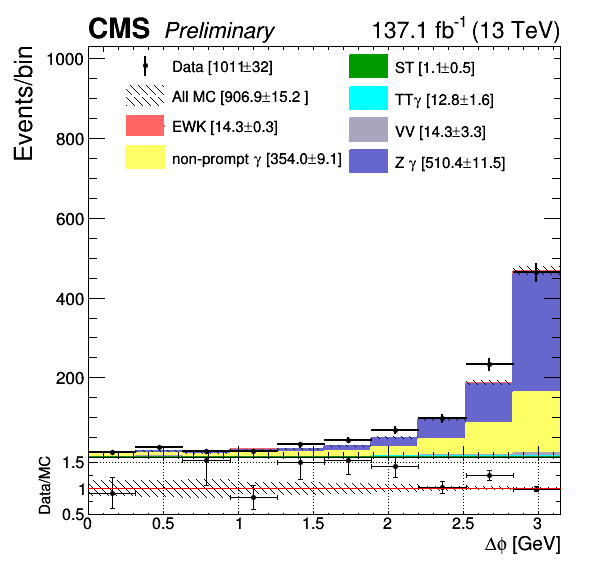 CMS Preliminary 137.1 fb-1 (13 TeV)
Events/bin
1000
800
600
400
200
Data [1011±32]
All MC [906.9±15.2 ]
EWK [14.3±0.3]
non-prompt γ [354.0±9.1]
ST [1.1±0.5]
TTγ [12.8±1.6]
VV [14.3±3.3]
Z γ [510.4±11.5]
Data/MC
1.5
1
0.5
0 0.5 1 1.5 2 2.5 3
Δϕ [GeV]